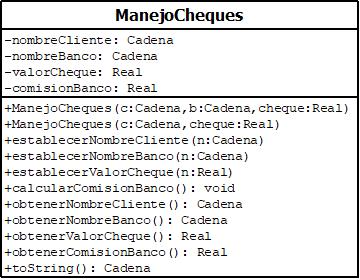 ManejoCheques
-nombreCliente: Cadena
-nombreBanco: Cadena
-valorCheque: Real
-comisionBanco: Real
+ManejoCheques(c:Cadena,b:Cadena,cheque:Real)
+ManejoCheques(c:Cadena,cheque:Real)
+establecerNombreCliente(n:Cadena)
+establecerNombreBanco(n:Cadena)
+establecerValorCheque(n:Real)
+calcularComisionBanco(): void
+obtenerNombreCliente(): Cadena
+obtenerNombreBanco(): Cadena
+obtenerValorCheque(): Real
+obtenerComisionBanco(): Real
+toString(): Cadena